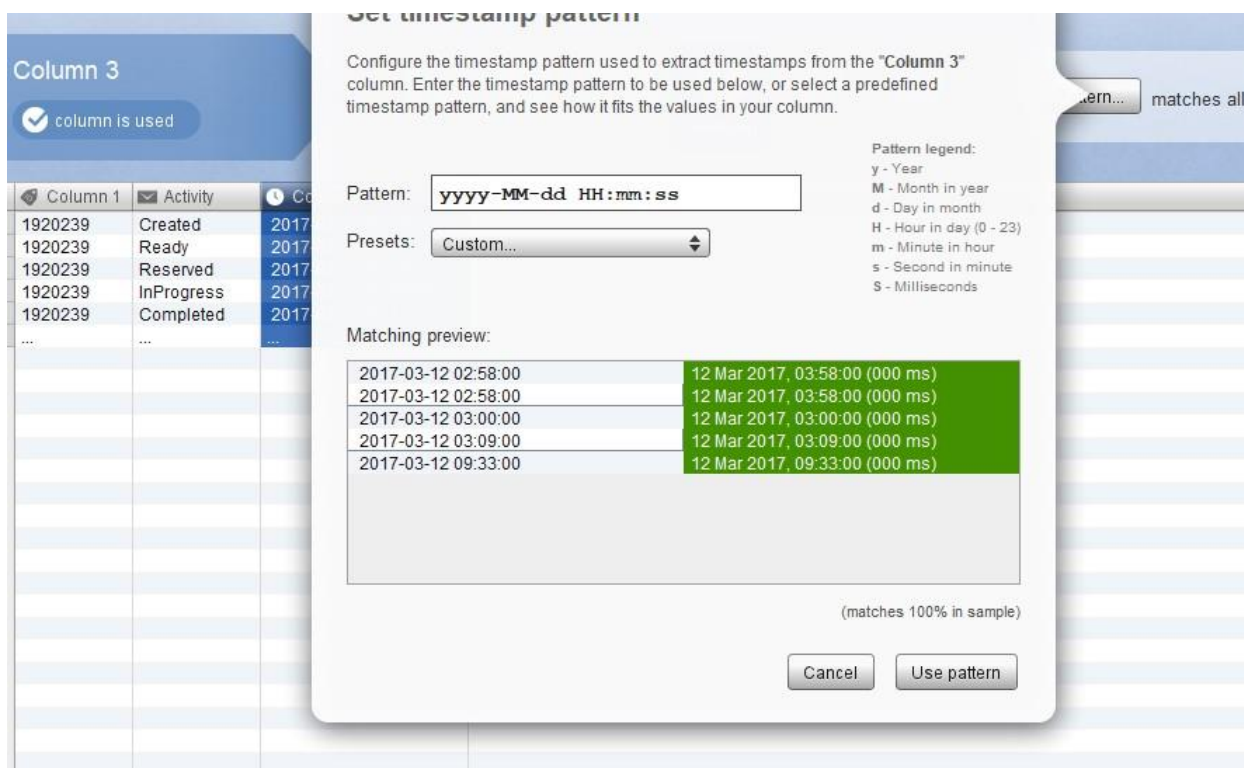 Set timestamp pattern
Column 3
column is used
Configure the timestamp pattern used to extract timestamps from the "Column 3"
column. Enter the timestamp pattern to be used below, or select a predefined
timestamp pattern, and see how it fits the values in your column.
matches all
Pattern legend:
y - Year
M - Month in year
d - Day in month
H - Hour in day (0 - 23)
m - Minute in hour
s - Second in minute
S - Milliseconds
Pattern: yyyy-MM-dd HH:mm:ss
Presets: Custom...
Column 1 Activity
1920239 Created 2017
1920239 Ready 2017
1920239 Reserved 2017
1920239 InProgress 2017
1920239 Completed 2017
... ... ...
Matching preview:
2017-03-12 02:58:00 12 Mar 2017, 03:58:00 (000 ms)
2017-03-12 02:58:00 12 Mar 2017, 03:58:00 (000 ms)
2017-03-12 03:00:00 12 Mar 2017, 03:00:00 (000 ms)
2017-03-12 03:09:00 12 Mar 2017, 03:09:00 (000 ms)
2017-03-12 09:33:00 12 Mar 2017, 09:33:00 (000 ms)
(matches 100% in sample)
Cancel Use pattern